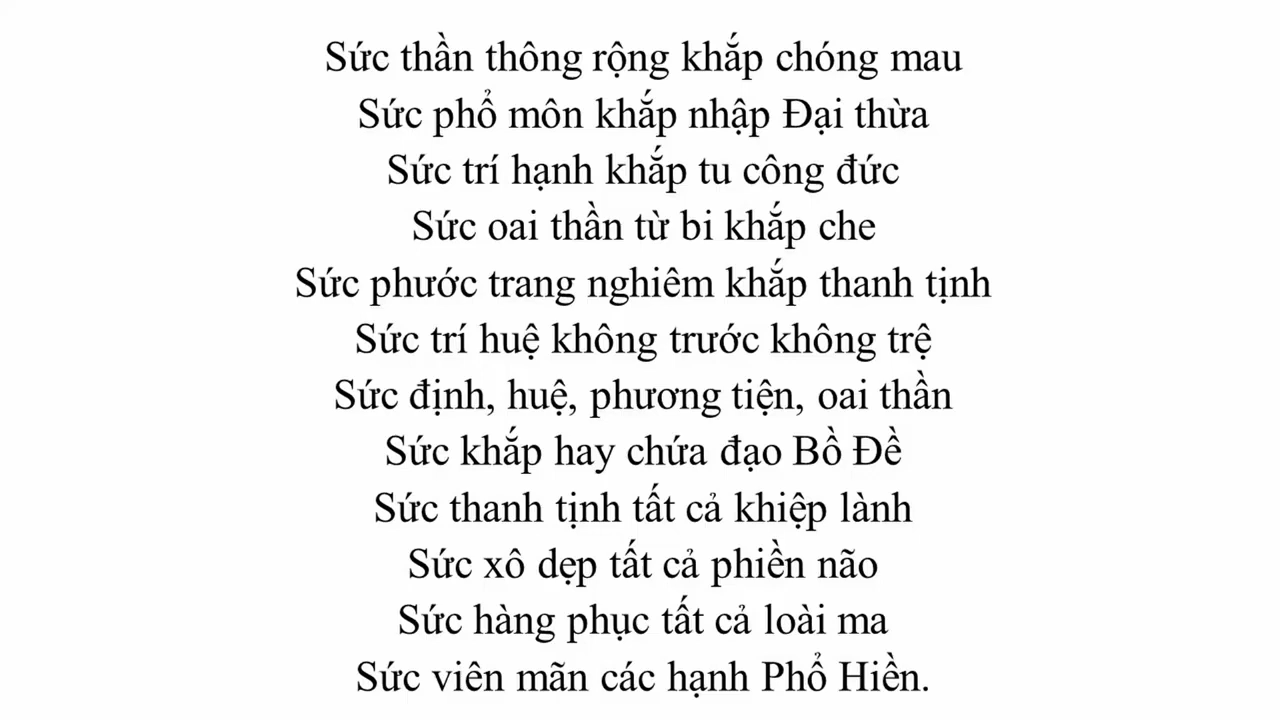 Sức thần thông rộng khắp chóng mau
Sức phổ môn khắp nhập Đại thừa
Sức trí hạnh khắp tu công đức
Sức oai thần từ bi khắp che
Sức phước trang nghiêm khắp thanh tịnh
Sức trí huệ không trước không trệ
Sức định, huệ, phương tiện, oai thần
Sức khắp hay chứa đạo Bồ Đề
Sức thanh tịnh tất cả khiệp lành
Sức xô dẹp tất cả phiền não
Sức hàng phục tất cả loài ma
Sức viên mãn các hạnh Phổ Hiền.